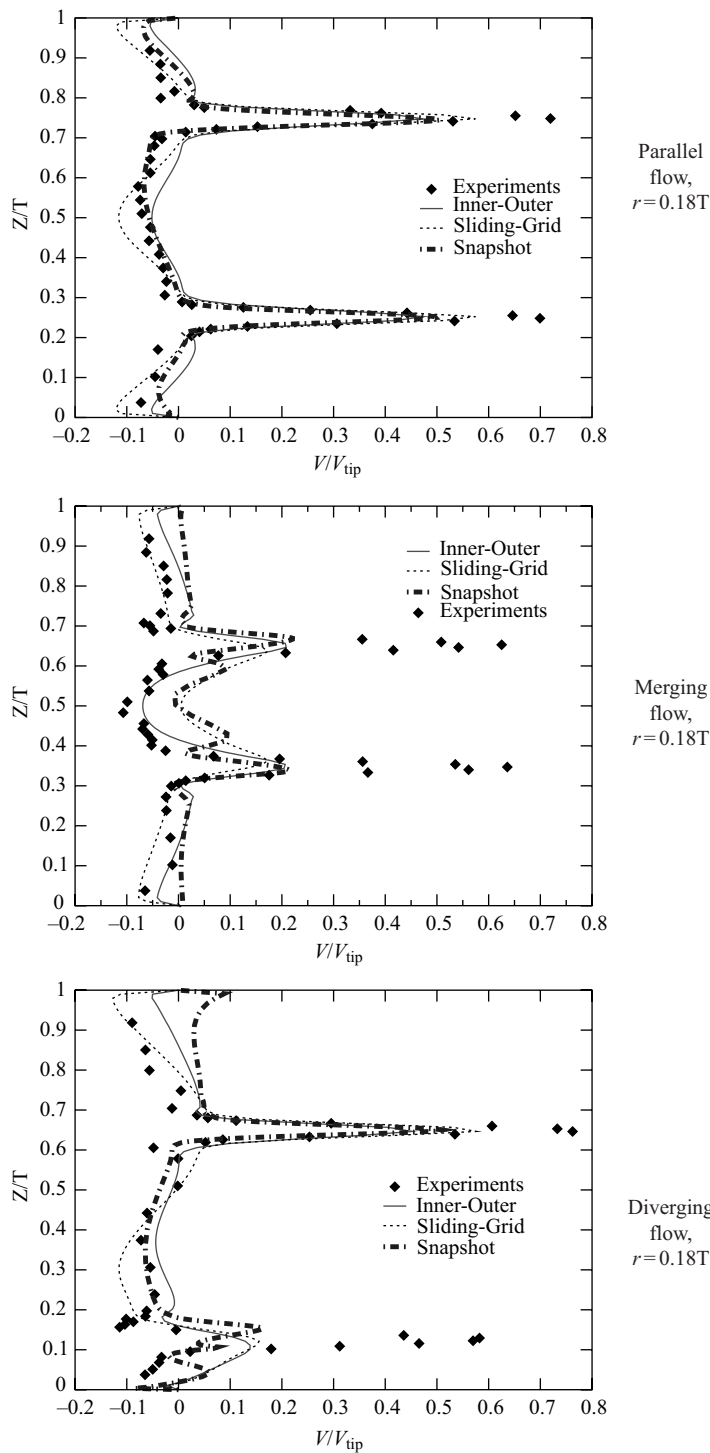 1
0.9
0.8
0.7
0.6
Z/T
0.5
0.4
0.3
0.2
0.1
0
Experiments
Inner-Outer
Sliding-Grid
Snapshot
−0.2 −0.1 0 0.1 0.2 0.3 0.4 0.5 0.6 0.7 0.8
V/Vtip
Parallel
flow,
r=0.18T
1
0.9
0.8
0.7
0.6
Z/T
0.5
0.4
0.3
0.2
0.1
0
Inner-Outer
Sliding-Grid
Snapshot
Experiments
−0.2 −0.1 0 0.1 0.2 0.3 0.4 0.5 0.6 0.7 0.8
V/Vtip
Merging
flow,
r=0.18T
1
0.9
0.8
0.7
0.6
Z/T
0.5
0.4
0.3
0.2
0.1
0
Experiments
Inner-Outer
Sliding-Grid
Snapshot
−0.2 −0.1 0 0.1 0.2 0.3 0.4 0.5 0.6 0.7 0.8
V/Vtip
Diverging
flow,
r=0.18T